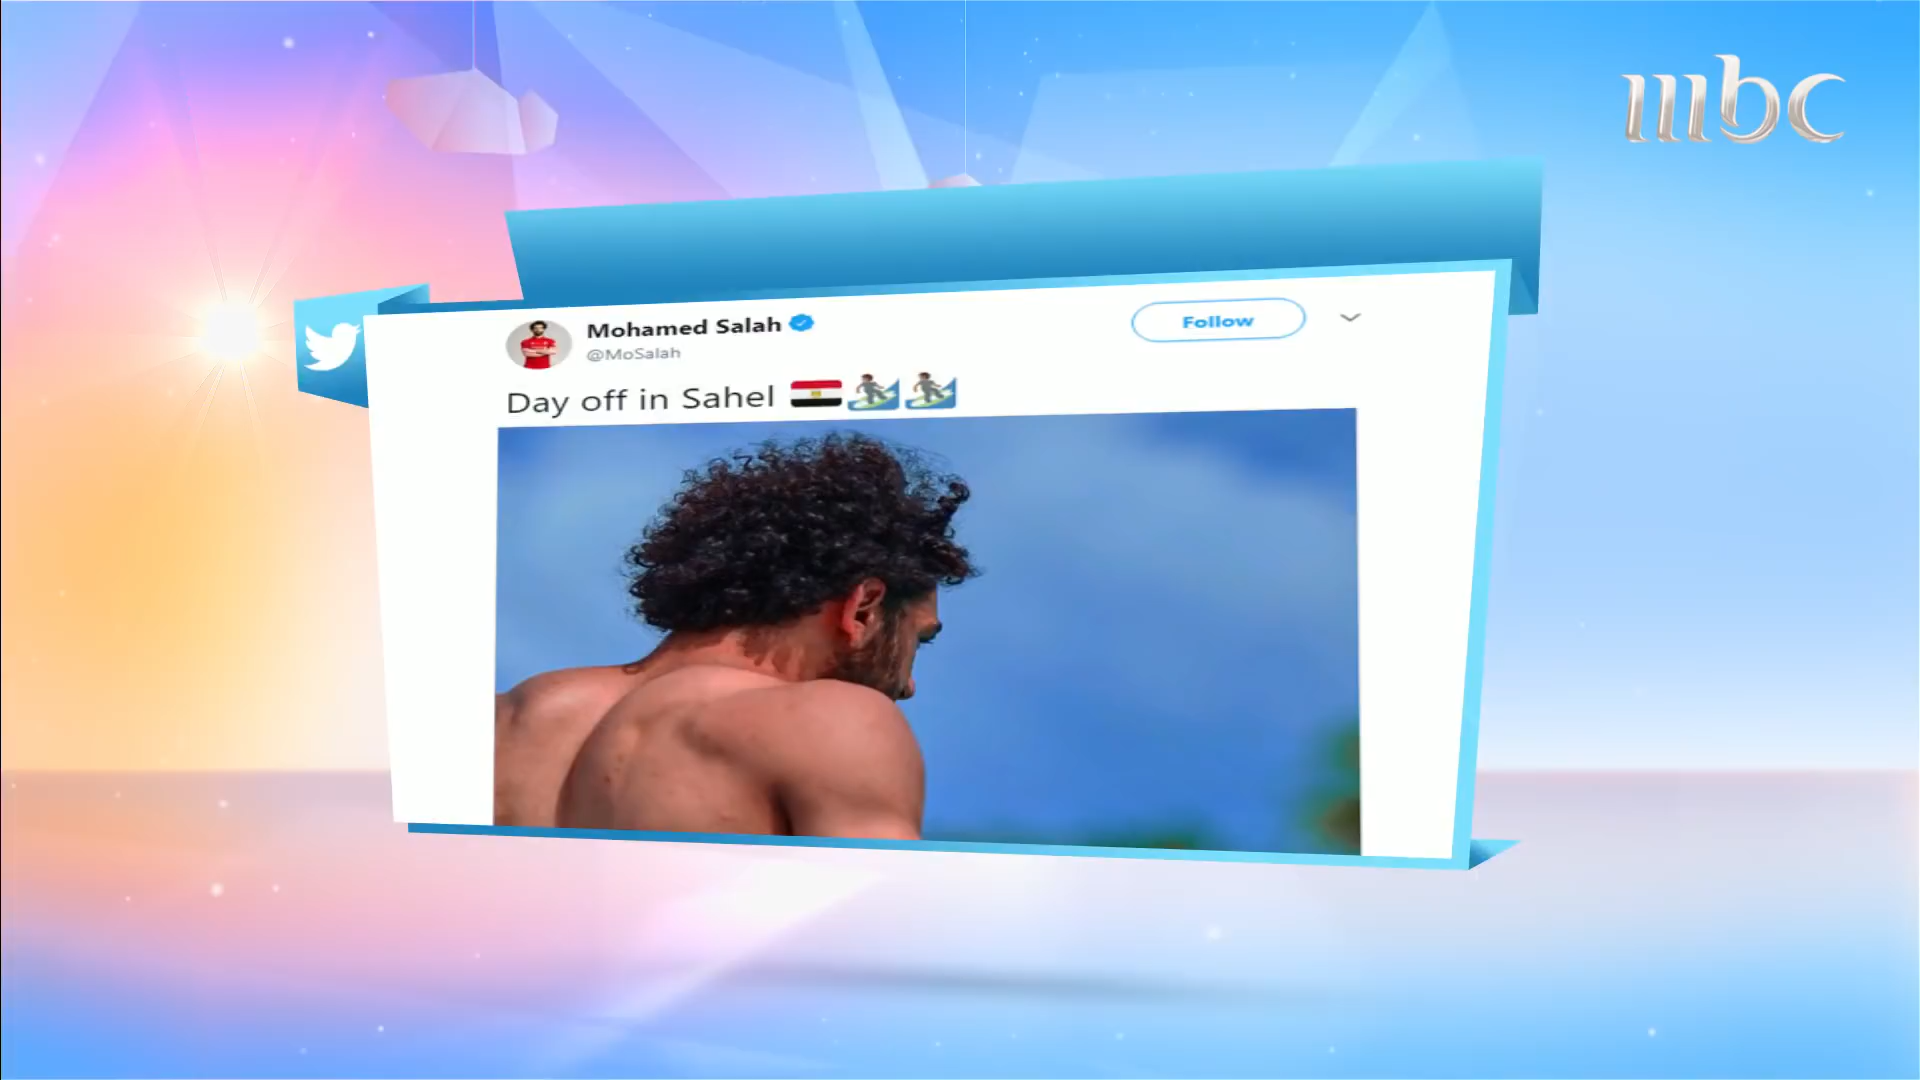 mbc
Mohamed Salah
@MoSalah
Follow
Day off in Sahel 🇪🇬🏄🏽‍♂️🏄🏽‍♂️